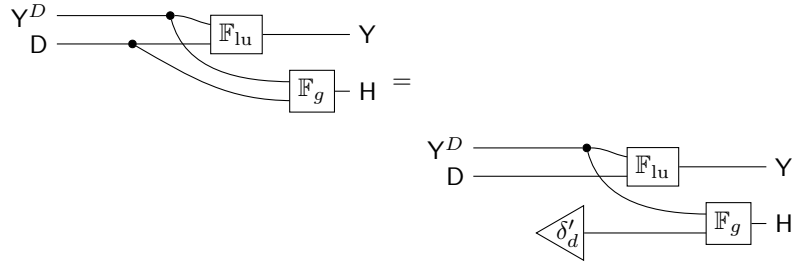 Y^D 𝔽_lu Y
D
𝔽_g H =
Y^D 𝔽_lu Y
D
𝔽_g H
δ'_d